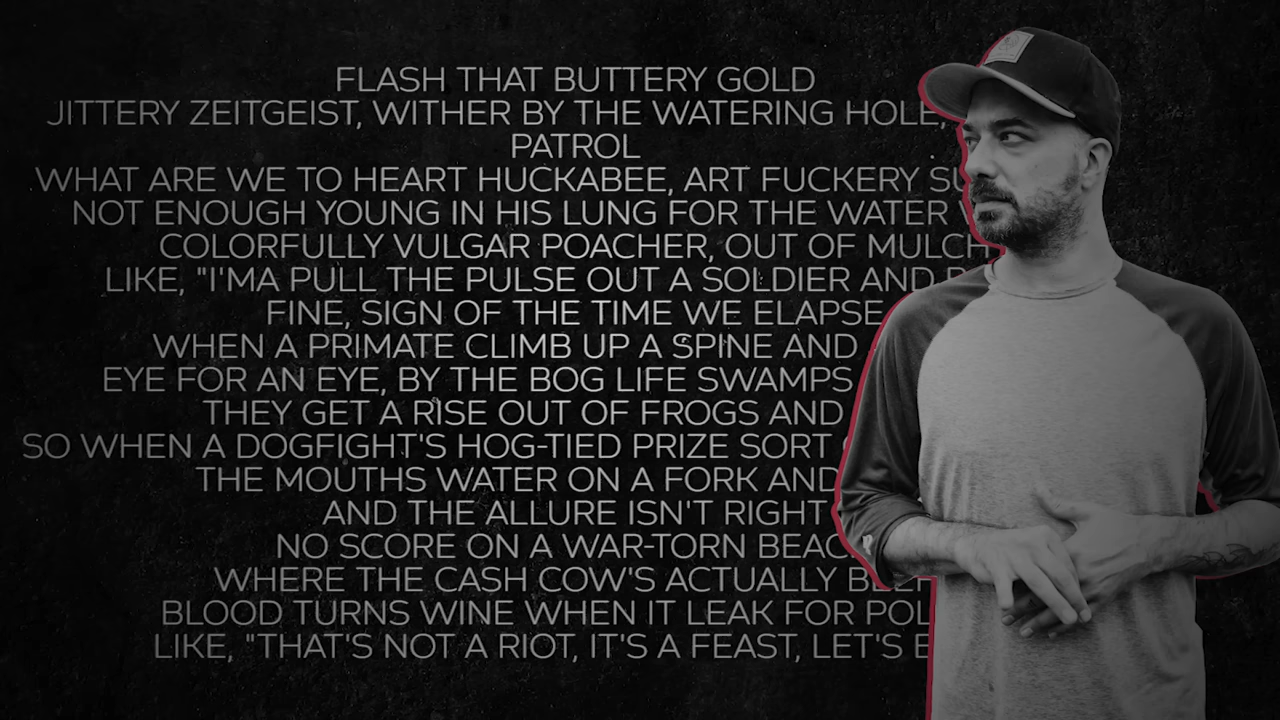 FLASH THAT BUTTERY GOLD
JITTERY ZEITGEIST, WITHER BY THE WATERING HOLE,
PATROL
WHAT ARE WE TO HEART HUCKABEE, ART FUCKERY
NOT ENOUGH YOUNG IN HIS LUNG FOR THE WATER
COLORFULLY VULGAR POACHER, OUT OF MULCH
LIKE, "I'MA PULL THE PULSE OUT A SOLDIER AND
FINE, SIGN OF THE TIME WE ELAPSE
WHEN A PRIMATE CLIMB UP A SPINE AND
EYE FOR AN EYE, BY THE BOG LIFE SWAMPS
THEY GET A RISE OUT OF FROGS AND
SO WHEN A DOGFIGHT'S HOG-TIED PRIZE SORT
THE MOUTHS WATER ON A FORK AND
AND THE ALLURE ISN'T RIGHT
NO SCORE ON A WAR-TORN
WHERE THE CASH COW'S ACTUALLY
BLOOD TURNS WINE WHEN IT LEAK FOR
LIKE, "THAT'S NOT A RIOT, IT'S A FEAST, LET'S